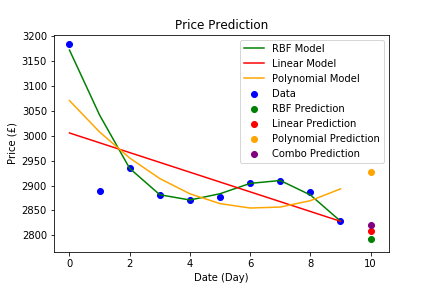 Price Prediction
3200
3150
3100
3050
3000
2950
2900
2850
2800
Price (£)
RBF Model
Linear Model
Polynomial Model
Data
RBF Prediction
Linear Prediction
Polynomial Prediction
Combo Prediction
0 2 4 6 8 10
Date (Day)